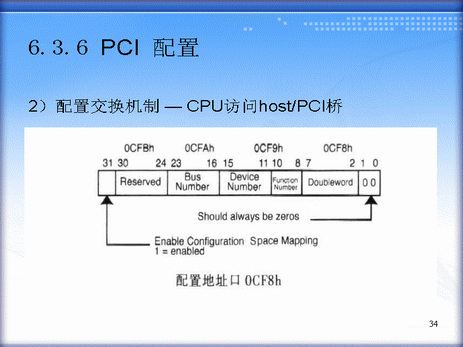 6.3.6 PCI 配置
2）配置交换机制 — CPU访问host/PCI桥
0CFBh 0CFAh 0CF9h 0CF8h
31 30 24 23 16 15 11 10 8 7 2 1 0
Reserved Bus Number Device Number Function Number Doubleword 0 0
Should always be zeros
Enable Configuration Space Mapping
1 = enabled
配置地址口 0CF8h
34